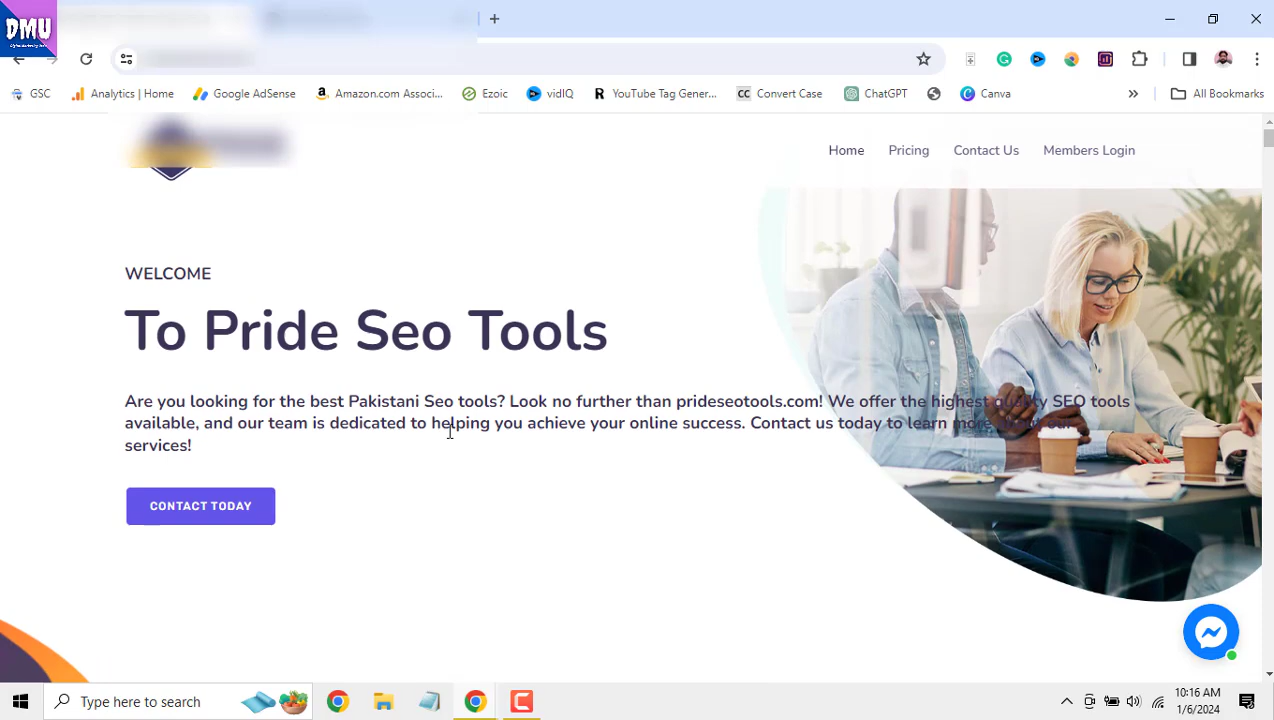 DMU
GSC
Analytics | Home
Google AdSense
Amazon.com Associ...
Ezoic
vidIQ
YouTube Tag Gener...
CC Convert Case
ChatGPT
Canva
All Bookmarks
Home
Pricing
Contact Us
Members Login
WELCOME
To Pride Seo Tools
Are you looking for the best Pakistani Seo tools? Look no further than prideseotools.com! We offer the highest quality SEO tools
available, and our team is dedicated to helping you achieve your online success. Contact us today to learn more about our
services!
CONTACT TODAY
Type here to search
10:16 AM
1/6/2024